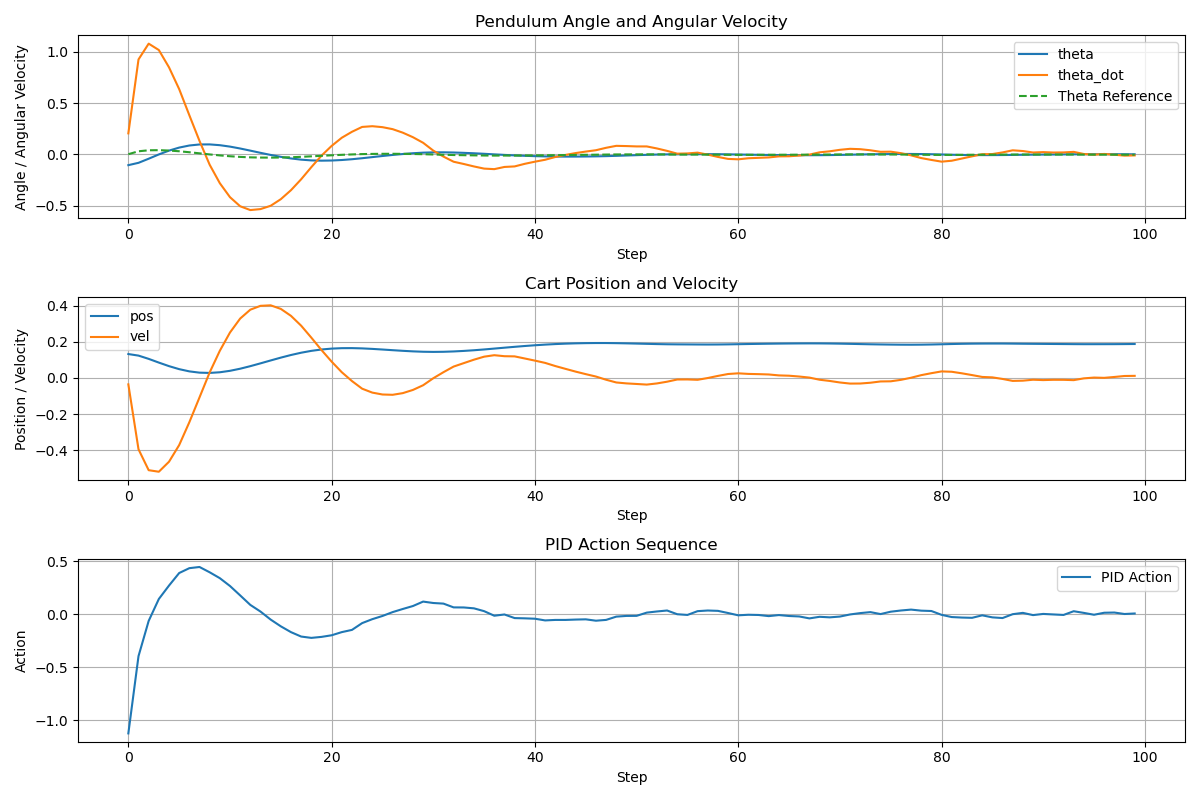 Pendulum Angle and Angular Velocity
Angle / Angular Velocity
1.0
0.5
0.0
−0.5
theta
theta_dot
Theta Reference
0 20 40 60 80 100
Step
Cart Position and Velocity
Position / Velocity
0.4
0.2
0.0
−0.2
−0.4
pos
vel
0 20 40 60 80 100
Step
PID Action Sequence
Action
0.5
0.0
−0.5
−1.0
PID Action
0 20 40 60 80 100
Step